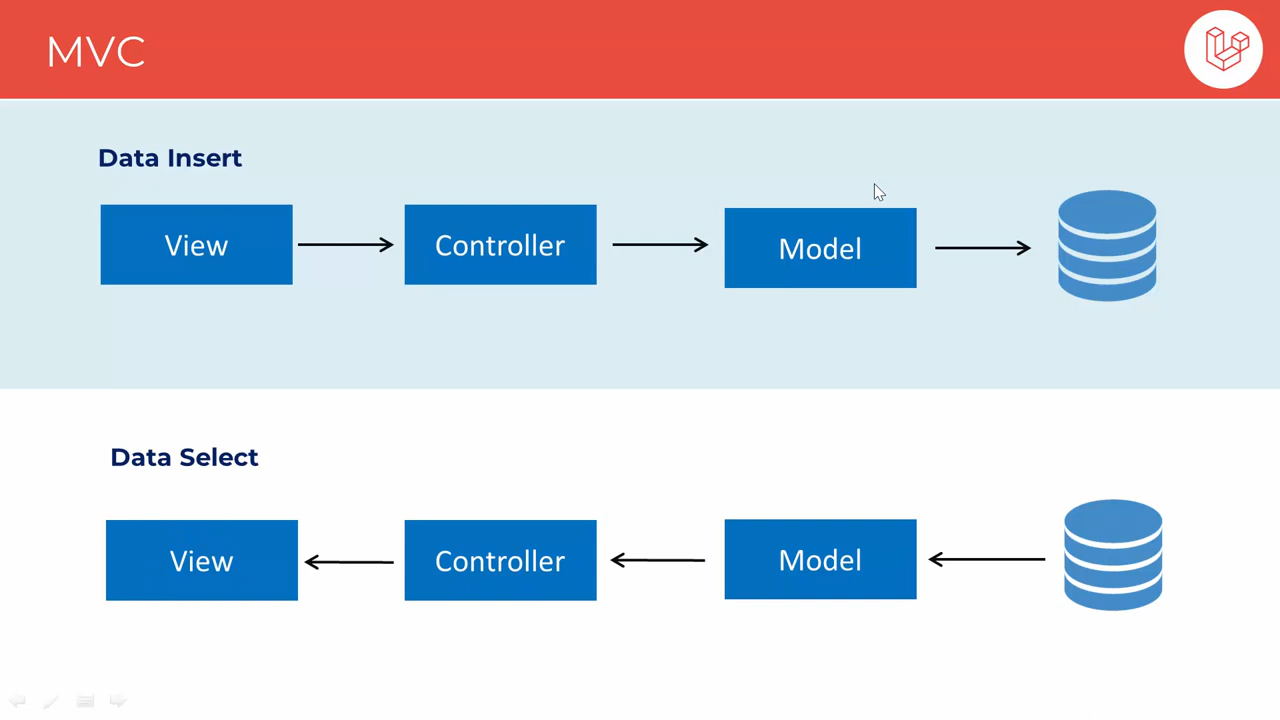 MVC
Data Insert
View
Controller
Model
Data Select
View
Controller
Model